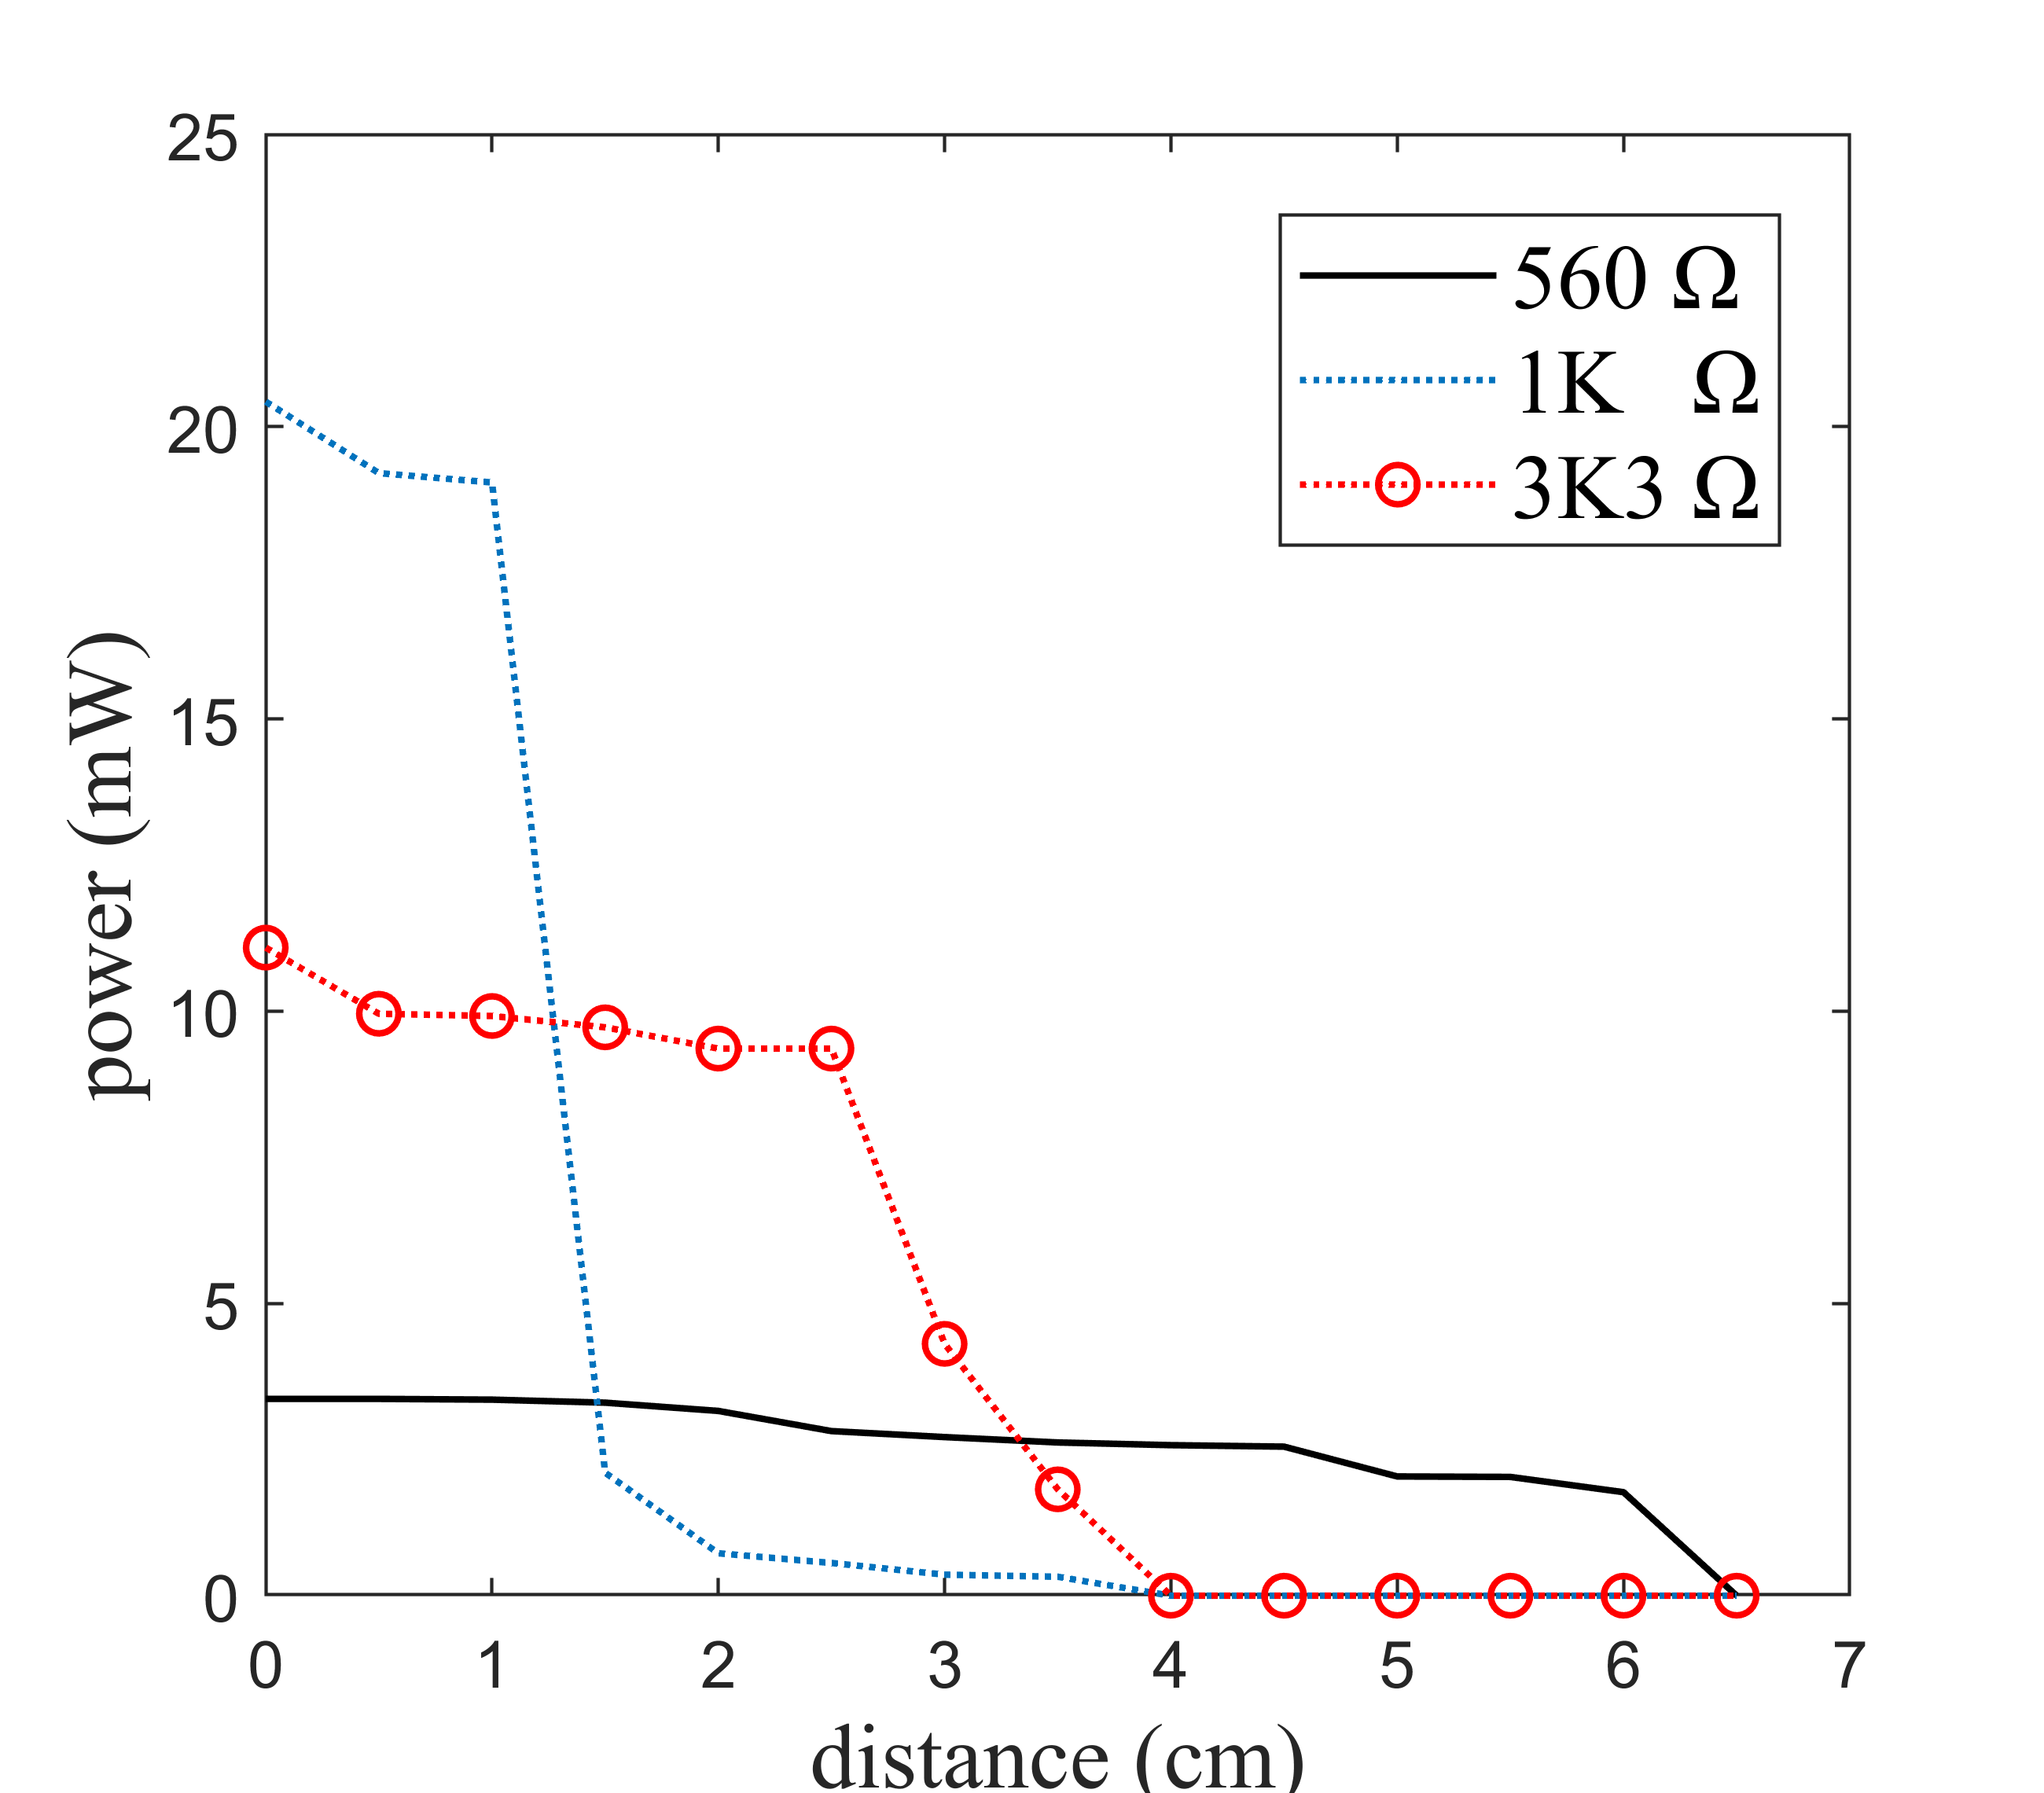 25
20
15
10
5
0
power (mW)
560 Ω
1K Ω
3K3 Ω
0 1 2 3 4 5 6 7
distance (cm)